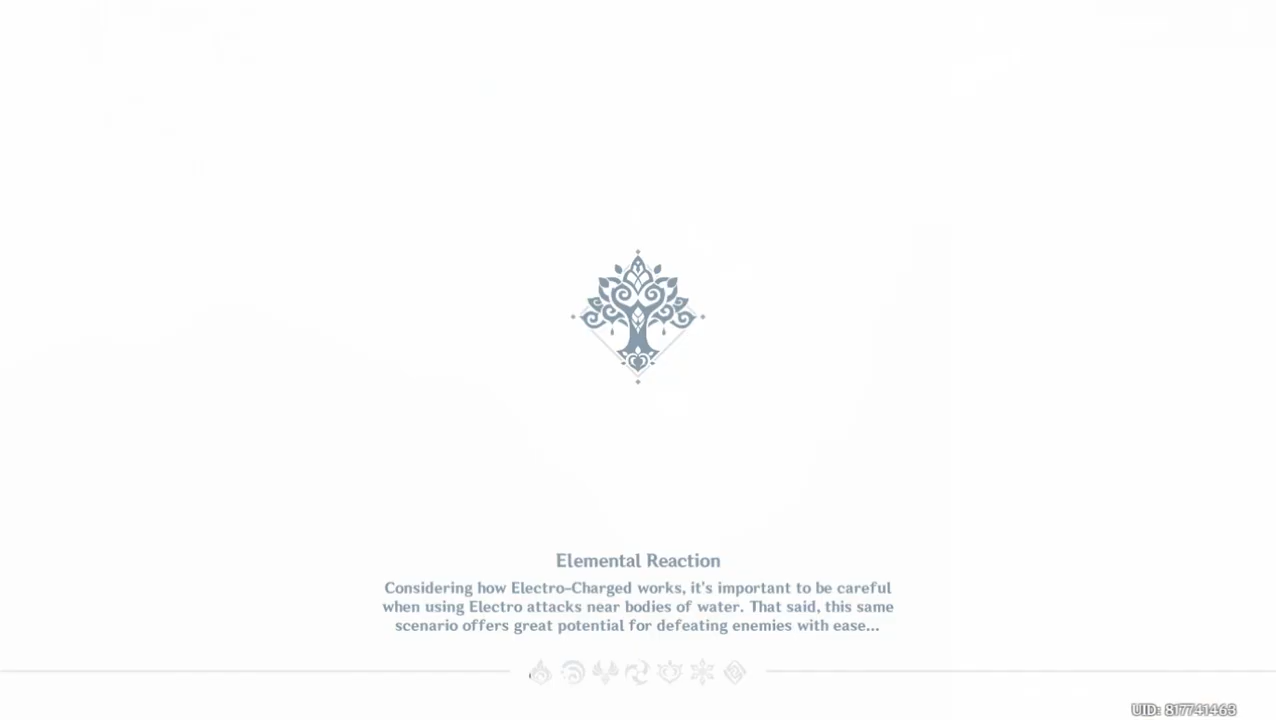 Elemental Reaction
Considering how Electro-Charged works, it's important to be careful
when using Electro attacks near bodies of water. That said, this same
scenario offers great potential for defeating enemies with ease...
UID: 817741463